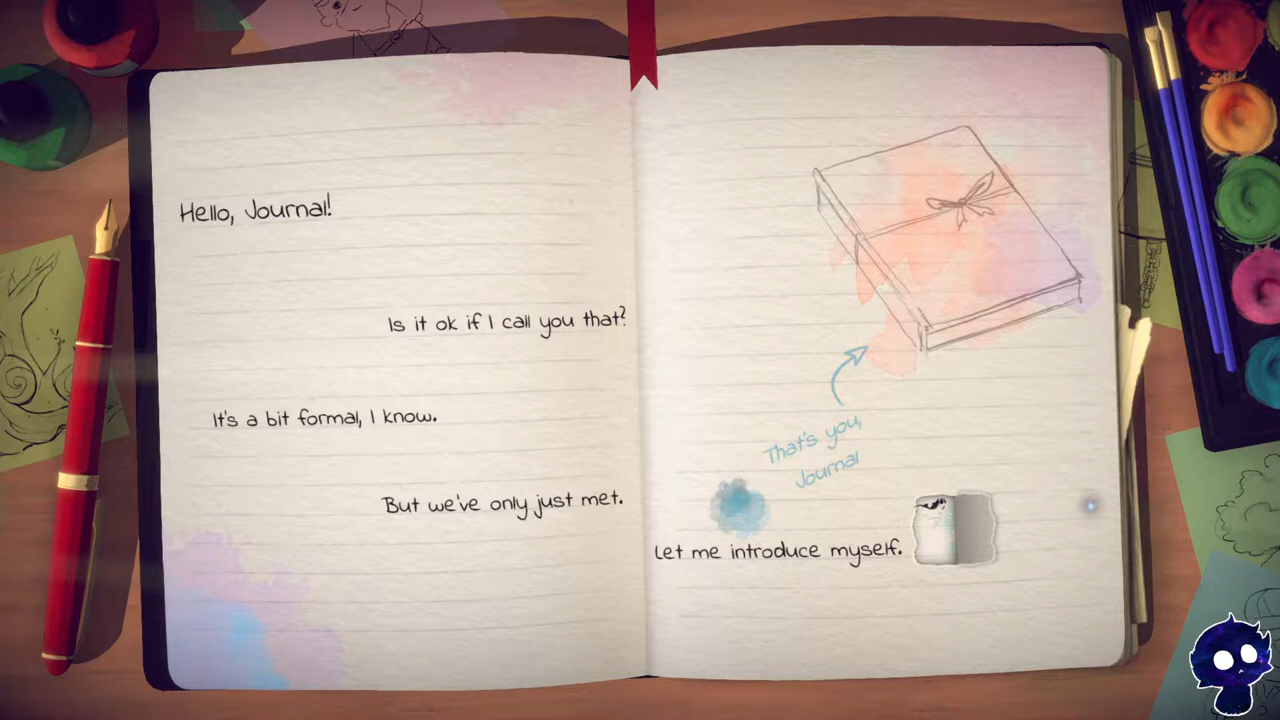 Hello, Journal!
Is it ok if I call you that?
It's a bit formal, I know.
But we've only just met.
That's you,
Journal
Let me introduce myself.